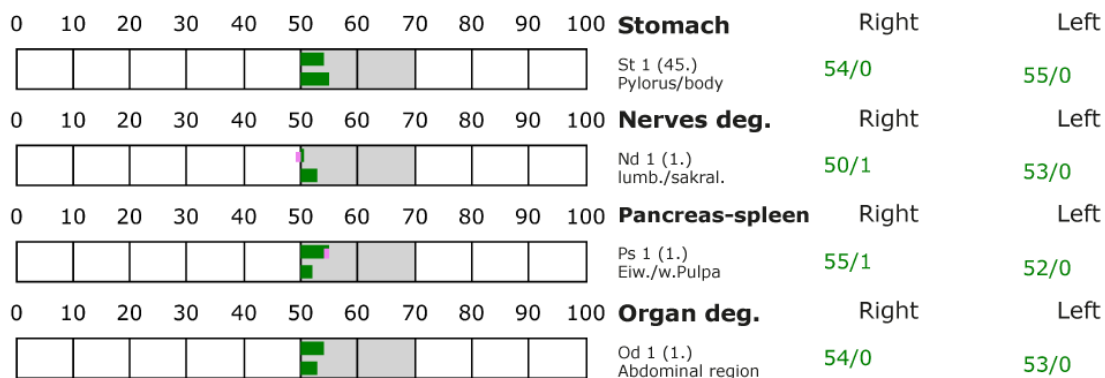 0 10 20 30 40 50 60 70 80 90 100 Stomach Right Left
St 1 (45.) 54/0 55/0
Pylorus/body
0 10 20 30 40 50 60 70 80 90 100 Nerves deg. Right Left
Nd 1 (1.) 50/1 53/0
lumb./sakral.
0 10 20 30 40 50 60 70 80 90 100 Pancreas-spleen Right Left
Ps 1 (1.) 55/1 52/0
Eiw./w.Pulpa
0 10 20 30 40 50 60 70 80 90 100 Organ deg. Right Left
Od 1 (1.) 54/0 53/0
Abdominal region